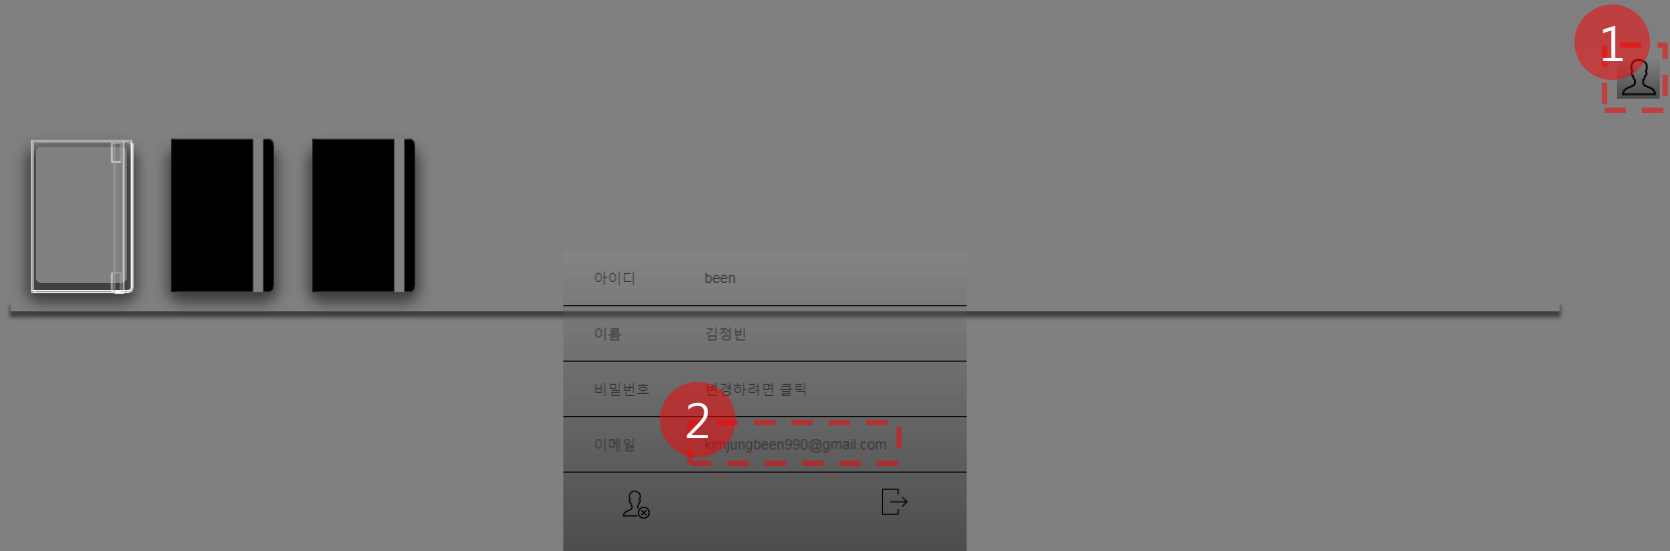 1
아이디 been
이름 김정빈
비밀번호 변경하려면 클릭
2
이메일 kimjungbeen990@gmail.com